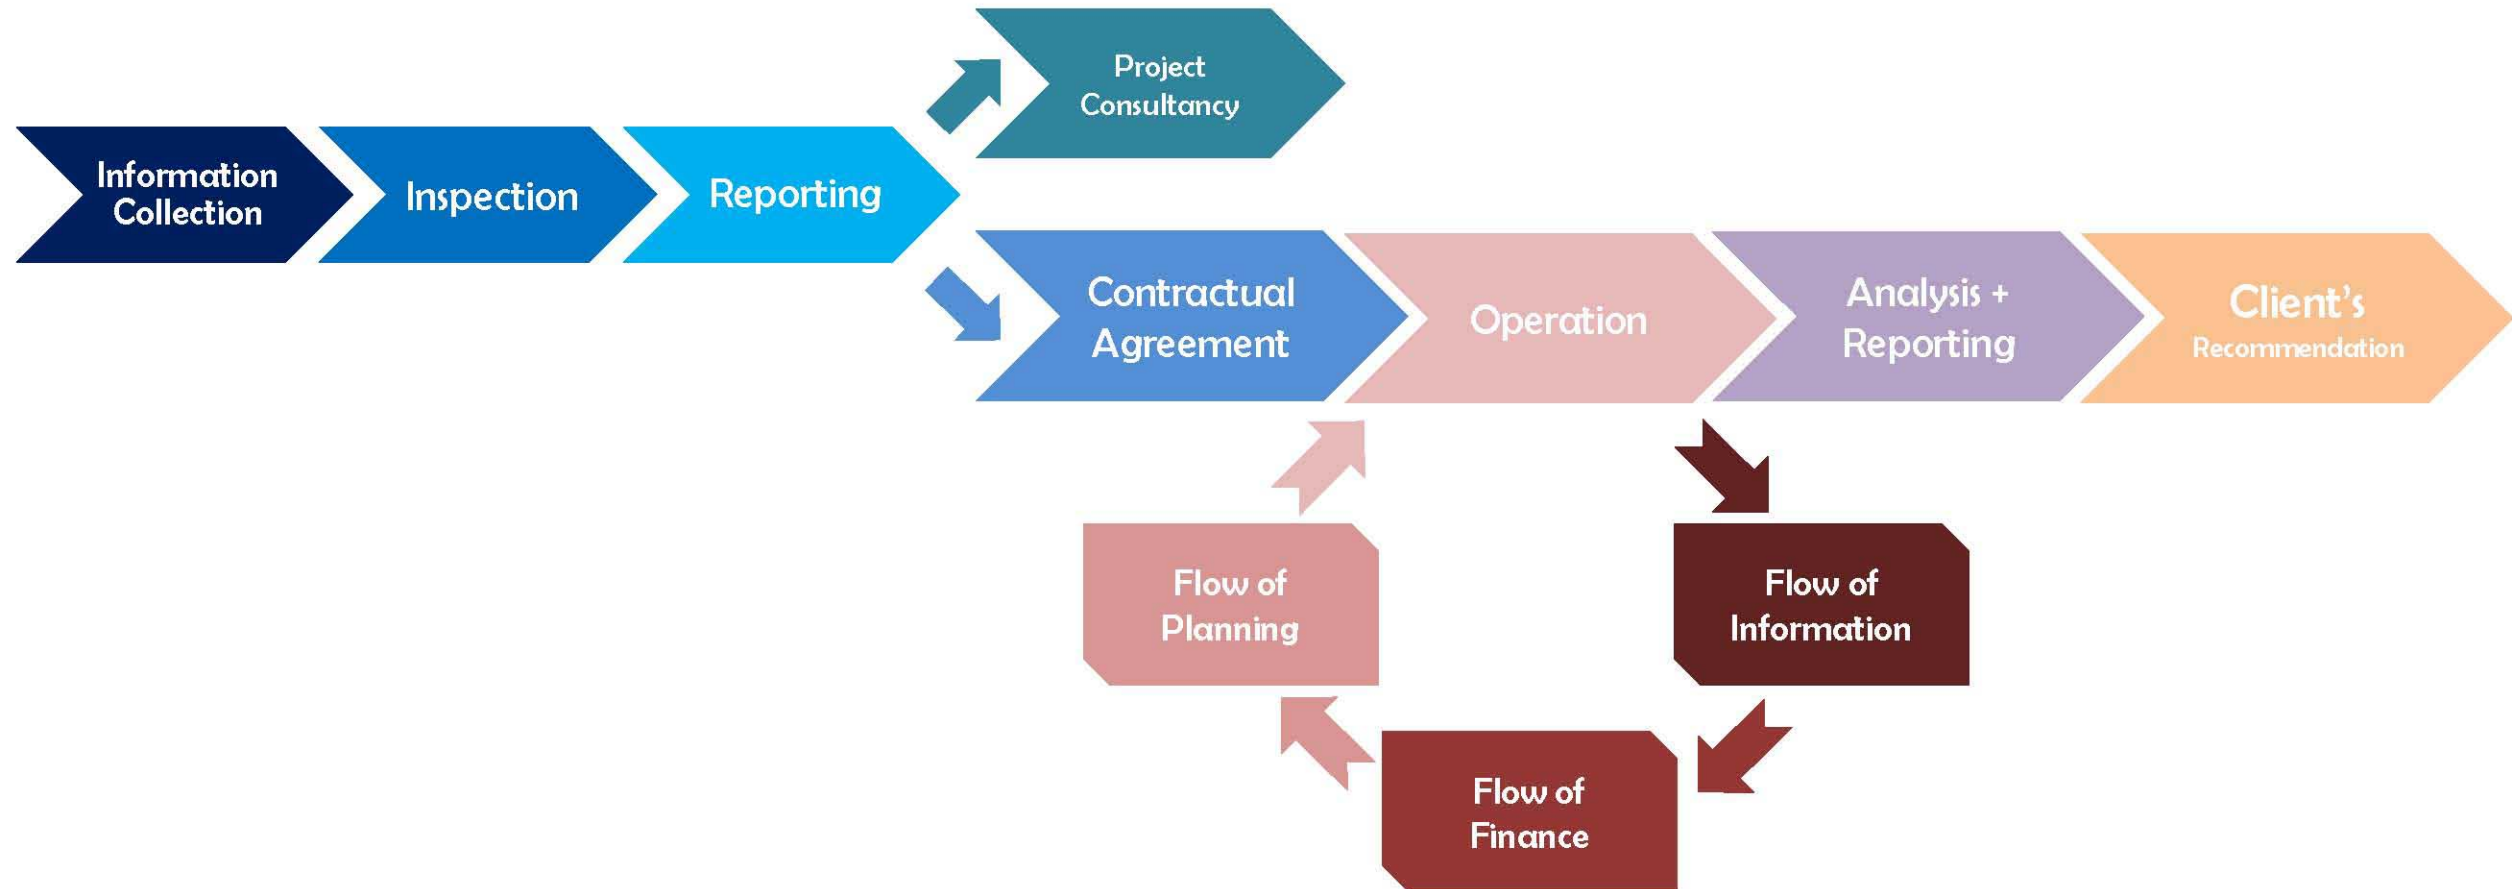 Project
Consultancy
Information
Collection
Inspection
Reporting
Contractual
Agreement
Operation
Analysis +
Reporting
Client's
Recommendation
Flow of
Planning
Flow of
Information
Flow of
Finance